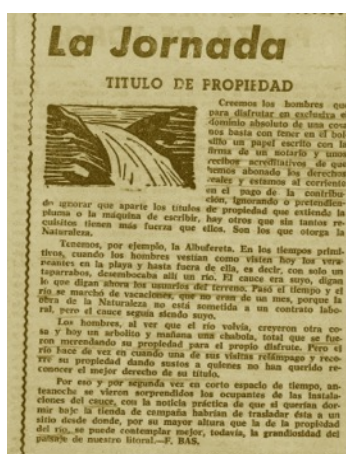 La Jornada
TITULO DE PROPIEDAD
Creemos los hombres que
para disfrutar en exclusiva el
dominio absoluto de una cosa
nos basta con tener en el bol-
sillo un papel escrito con la
firma de un notario y unos
recibos acreditativos de que
hemos abonado los derechos
reales y estamos al corriente
en el pago de la contribu-
ción, ignorando o pretendien-
do ignorar que aparte los títulos de propiedad que extiende la
pluma o la máquina de escribir, hay otros que sin tantos re-
quisitos tienen más fuerza que ellos. Son los que otorga la
Naturaleza.
Tenemos, por ejemplo, la Albufereta. En los tiempos primi-
tivos, cuando los hombres vestían como visten hoy los vera-
neantes en la playa y hasta fuera de ella, es decir, con solo un
taparrabos, desembocaba allí un río. El cauce era suyo, digan
lo que digan ahora los usuarios del terreno. Pasó el tiempo y el
río se marchó de vacaciones, que no eran de un mes, porque la
obra de la Naturaleza no está sometida a un contrato labo-
ral, pero el cauce seguía siendo suyo.
Los hombres, al ver que el río volvía, creyeron otra co-
sa y hoy un arbolito y mañana una chabola, total que se fue-
ron merendando su propiedad para el propio disfrute. Pero el
río hace de vez en cuando una de sus visitas relámpago y reco-
rre su propiedad dando sustos a quienes no han querido re-
conocer el mejor derecho de su título.
Por eso y por segunda vez en corto espacio de tiempo, an-
teanoche se vieron sorprendidos los ocupantes de las instala-
ciones del cauce, con la noticia práctica de que si querían dor-
mir bajo la tienda de campaña habrían de trasladar ésta a un
sitio desde donde, por su mayor altura que la de la propiedad
del río, se puede contemplar mejor, todavía, la grandiosidad del
paisaje de nuestro litoral.—F. BAS.